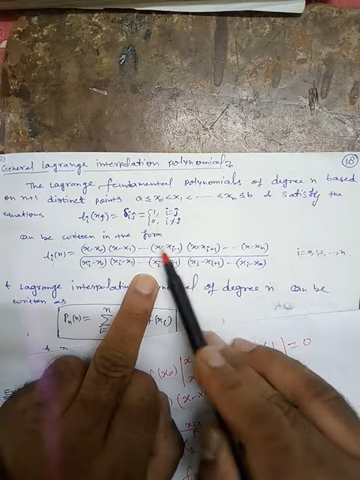 General Lagrange interpolation polynomials (18)
The Lagrange fundamental polynomials of degree n based
on n+1 distinct points a≤x₀<x₁<-----<xₙ≤b & satisfy the
equations
lᵢ(xⱼ) = δᵢⱼ = {1, i=j
0, i≠j
Can be written in the form
lᵢ(x) = (x-x₀)(x-x₁) --- (x-xᵢ₋₁)(x-xᵢ₊₁) --- (x-xₙ) i=0,1,2,...n
(xᵢ-x₀)(xᵢ-x₁) --- (xᵢ-xᵢ₊₁) --- (xᵢ-xₙ)
A Lagrange interpolation of degree n can be
written as
Pₙ(x) = Σ n (xᵢ)
= 0